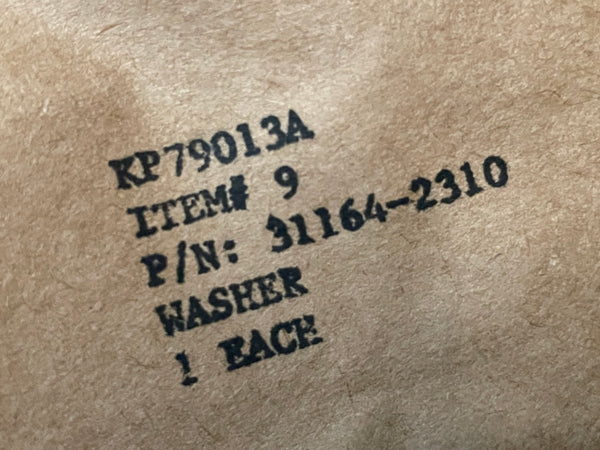 KP79013A
ITEM# 9
P/N: 31164-2310
WASHER
1 EACH